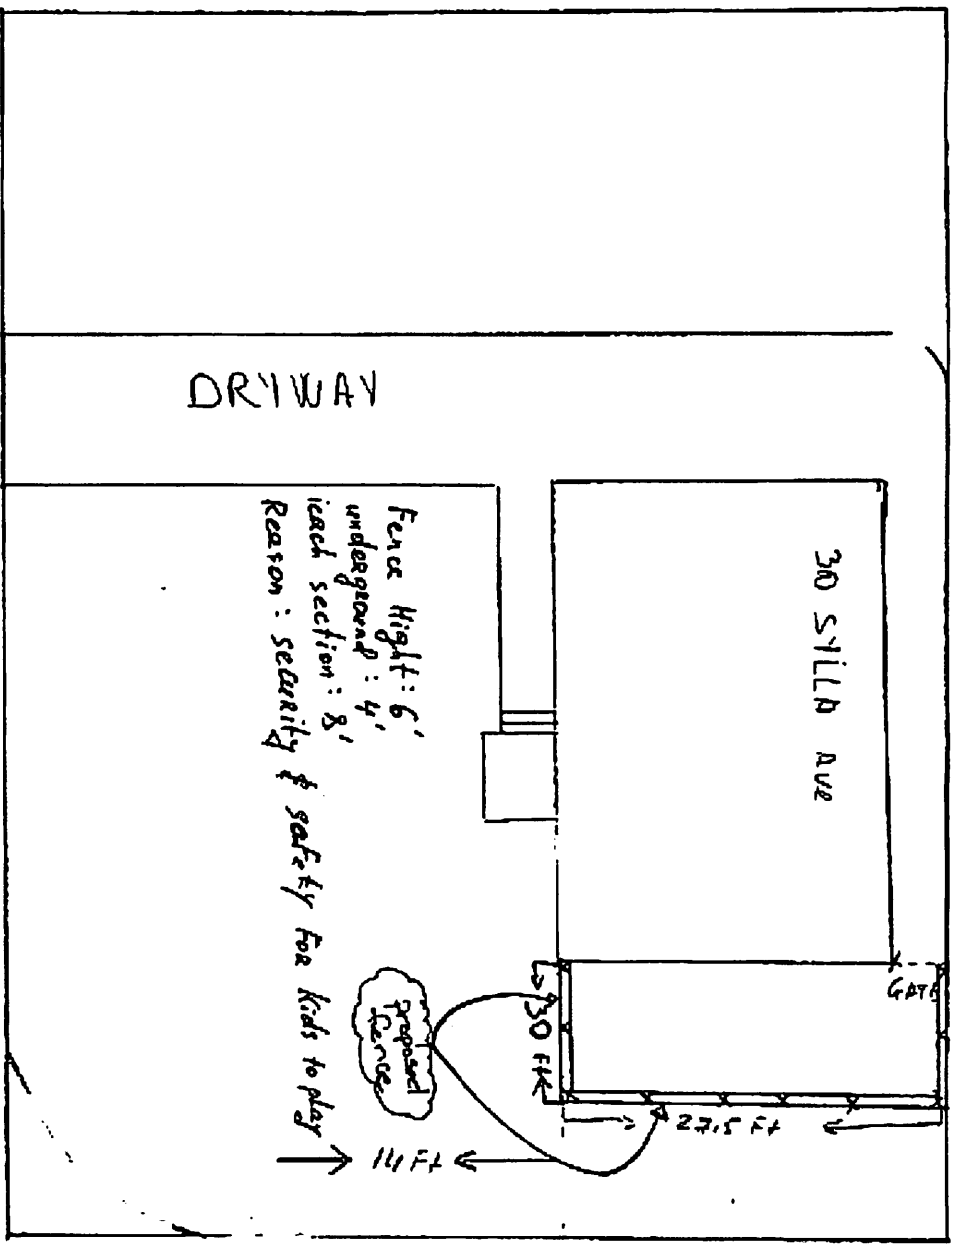 DRYWAY
30 SYiLLA AVE
Fence Hight: 6'
underground: 4'
each section: 8'
Reason: security & safety for kids to play
GATE
proposed
fence
30 Ft
27.5 Ft
14 Ft